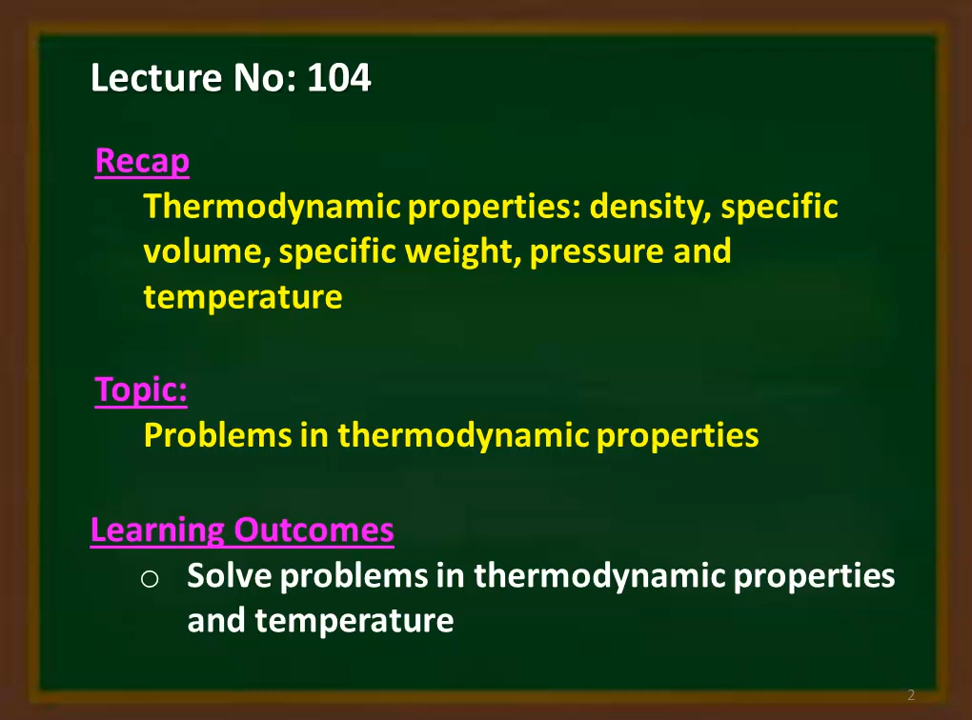 Lecture No: 104
Recap
Thermodynamic properties: density, specific
volume, specific weight, pressure and
temperature
Topic:
Problems in thermodynamic properties
Learning Outcomes
o Solve problems in thermodynamic properties
and temperature
2